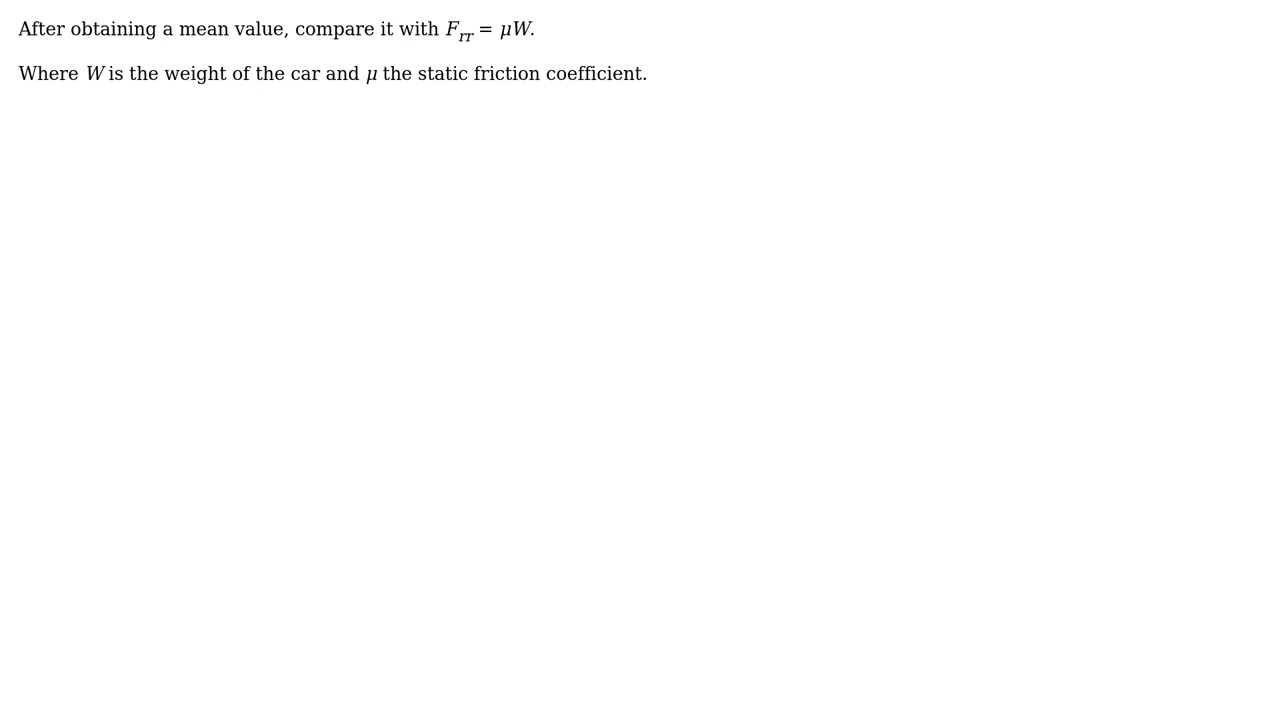 After obtaining a mean value, compare it with F_rr = μW.
Where W is the weight of the car and μ the static friction coefficient.